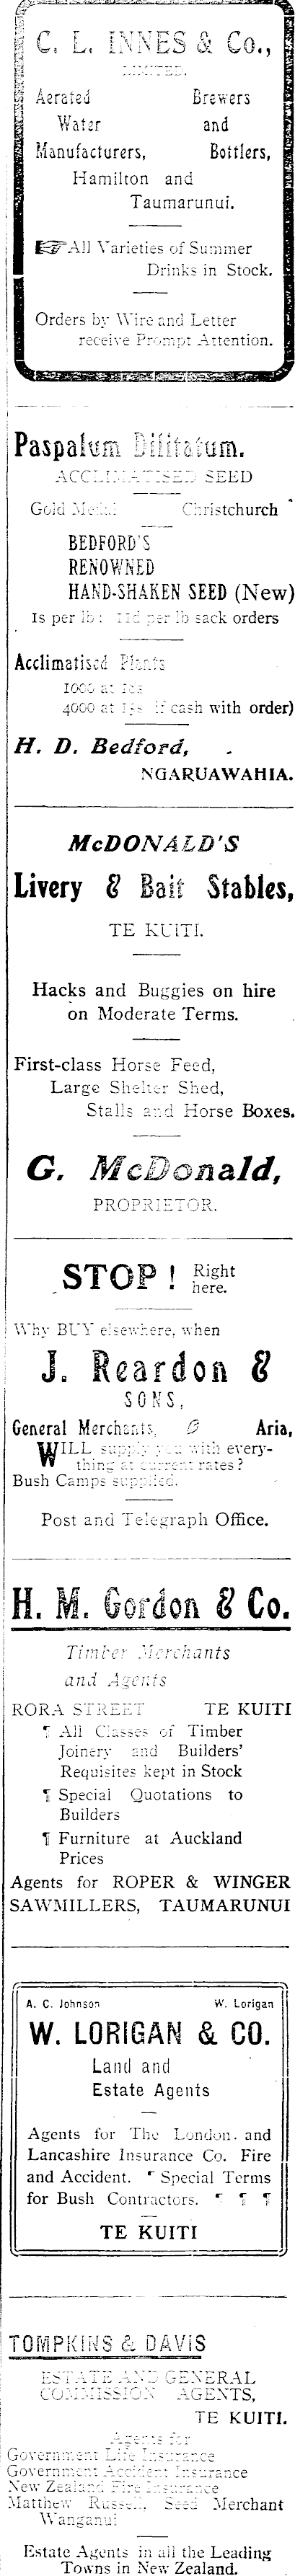 C. L. INNES & Co.,
LIMITED.
Aerated Brewers
Water and
Manufacturers, Bottlers,
Hamilton and
Taumarunui.
☞ All Varieties of Summer
Drinks in Stock.
Orders by Wire and Letter
receive Prompt Attention.
Paspalum Dilitatum.
ACCLIMATISED SEED
Gold Medal Christchurch
BEDFORD'S
RENOWNED
HAND-SHAKEN SEED (New)
1s per lb: 11d per lb sack orders
Acclimatised Plants
1000 at
4000 at if cash with order)
H. D. Bedford,
NGARUAWAHIA.
McDONALD'S
Livery & Bait Stables,
TE KUITI.
Hacks and Buggies on hire
on Moderate Terms.
First-class Horse Feed,
Large Shelter Shed,
Stalls and Horse Boxes.
G. McDonald,
PROPRIETOR.
STOP ! Right
here.
Why BUY elsewhere, when
J. Reardon &
SONS,
General Merchants, Aria,
WILL supply you with every-
thing at current rates?
Bush Camps supplied.
Post and Telegraph Office.
H. M. Gordon & Co.
Timber Merchants
and Agents
RORA STREET TE KUITI
¶ All Classes of Timber
Joinery and Builders'
Requisites kept in Stock
¶ Special Quotations to
Builders
¶ Furniture at Auckland
Prices
Agents for ROPER & WINGER
SAWMILLERS, TAUMARUNUI
A. C. Johnson W. Lorigan
W. LORIGAN & CO.
Land and
Estate Agents
Agents for The London and
Lancashire Insurance Co. Fire
and Accident. ¶ Special Terms
for Bush Contractors. ¶ ¶ ¶
TE KUITI
TOMPKINS & DAVIS
ESTATE AND GENERAL
COMMISSION AGENTS,
TE KUITI.
Agents for
Government Life Insurance
Government Accident Insurance
New Zealand Fire Insurance
Matthew Russell, Seed Merchant
Wanganui
Estate Agents in all the Leading
Towns in New Zealand.